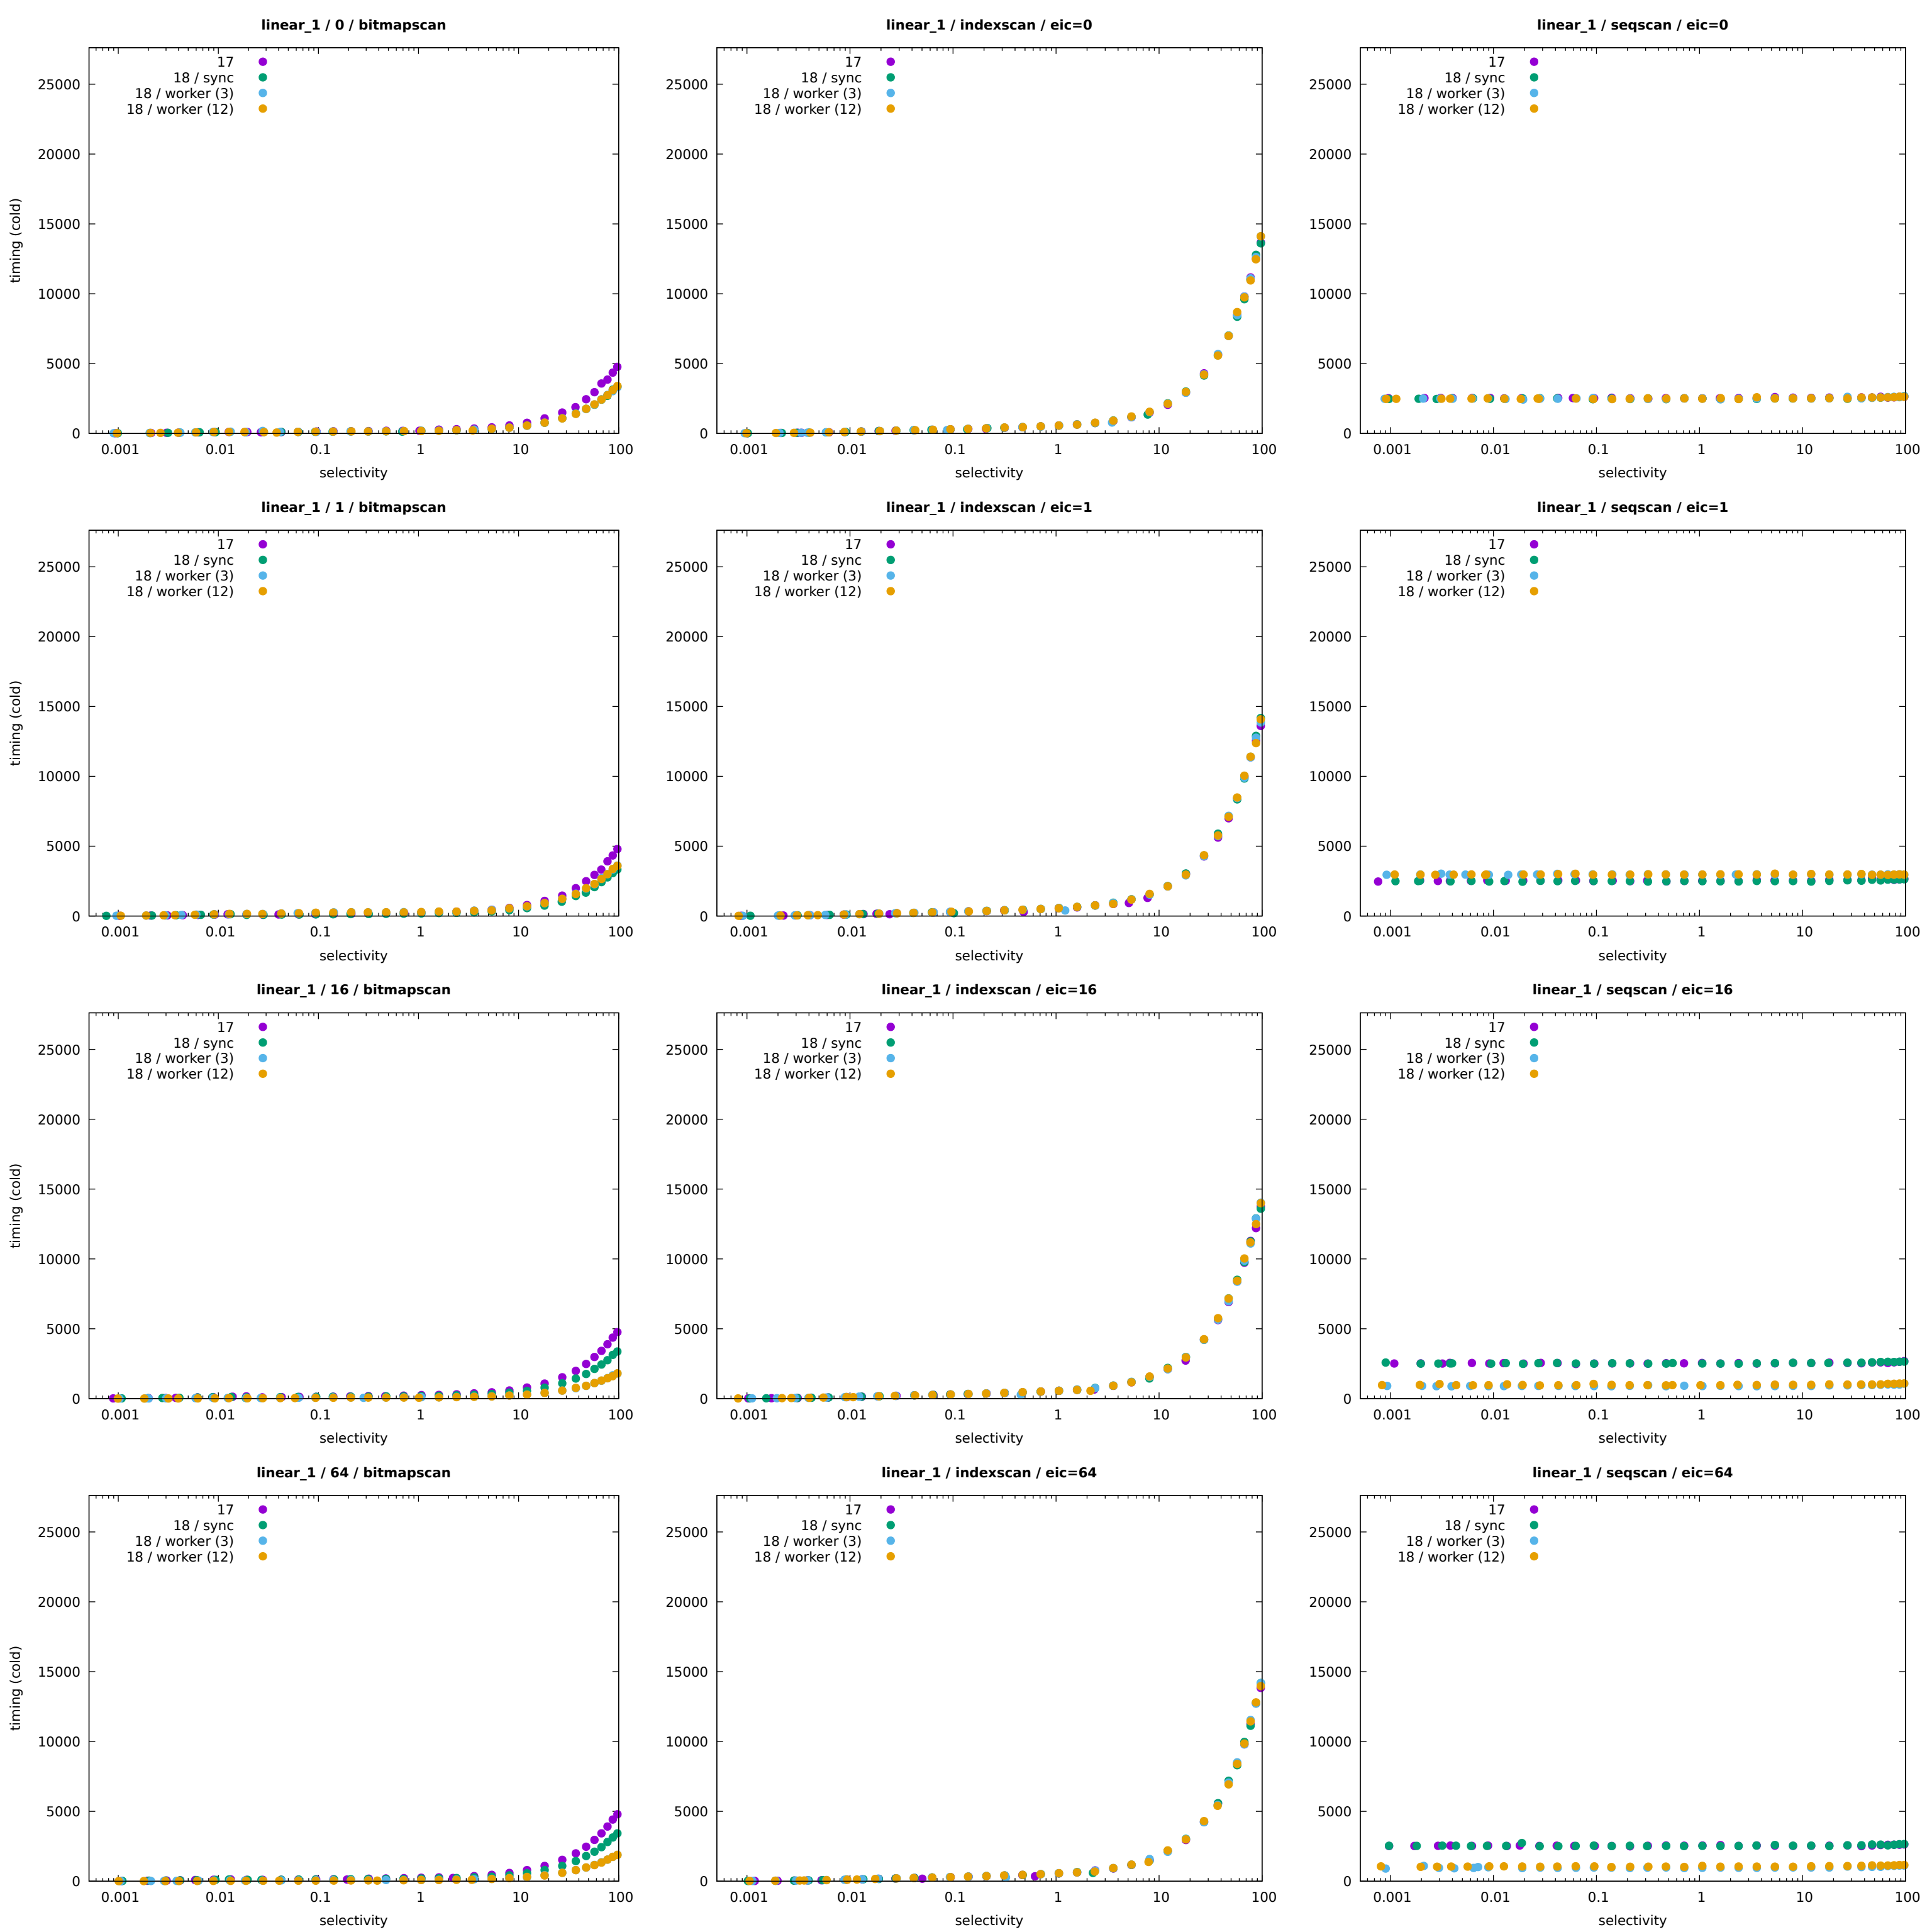 linear_1 / 0 / bitmapscan
17
18 / sync
18 / worker (3)
18 / worker (12)
25000
20000
15000
10000
5000
0
timing (cold)
0.001 0.01 0.1 1 10 100
selectivity
linear_1 / indexscan / eic=0
17
18 / sync
18 / worker (3)
18 / worker (12)
25000
20000
15000
10000
5000
0
0.001 0.01 0.1 1 10 100
selectivity
linear_1 / seqscan / eic=0
17
18 / sync
18 / worker (3)
18 / worker (12)
25000
20000
15000
10000
5000
0
0.001 0.01 0.1 1 10 100
selectivity
linear_1 / 1 / bitmapscan
17
18 / sync
18 / worker (3)
18 / worker (12)
25000
20000
15000
10000
5000
0
timing (cold)
0.001 0.01 0.1 1 10 100
selectivity
linear_1 / indexscan / eic=1
17
18 / sync
18 / worker (3)
18 / worker (12)
25000
20000
15000
10000
5000
0
0.001 0.01 0.1 1 10 100
selectivity
linear_1 / seqscan / eic=1
17
18 / sync
18 / worker (3)
18 / worker (12)
25000
20000
15000
10000
5000
0
0.001 0.01 0.1 1 10 100
selectivity
linear_1 / 16 / bitmapscan
17
18 / sync
18 / worker (3)
18 / worker (12)
25000
20000
15000
10000
5000
0
timing (cold)
0.001 0.01 0.1 1 10 100
selectivity
linear_1 / indexscan / eic=16
17
18 / sync
18 / worker (3)
18 / worker (12)
25000
20000
15000
10000
5000
0
0.001 0.01 0.1 1 10 100
selectivity
linear_1 / seqscan / eic=16
17
18 / sync
18 / worker (3)
18 / worker (12)
25000
20000
15000
10000
5000
0
0.001 0.01 0.1 1 10 100
selectivity
linear_1 / 64 / bitmapscan
17
18 / sync
18 / worker (3)
18 / worker (12)
25000
20000
15000
10000
5000
0
timing (cold)
0.001 0.01 0.1 1 10 100
selectivity
linear_1 / indexscan / eic=64
17
18 / sync
18 / worker (3)
18 / worker (12)
25000
20000
15000
10000
5000
0
0.001 0.01 0.1 1 10 100
selectivity
linear_1 / seqscan / eic=64
17
18 / sync
18 / worker (3)
18 / worker (12)
25000
20000
15000
10000
5000
0
0.001 0.01 0.1 1 10 100
selectivity